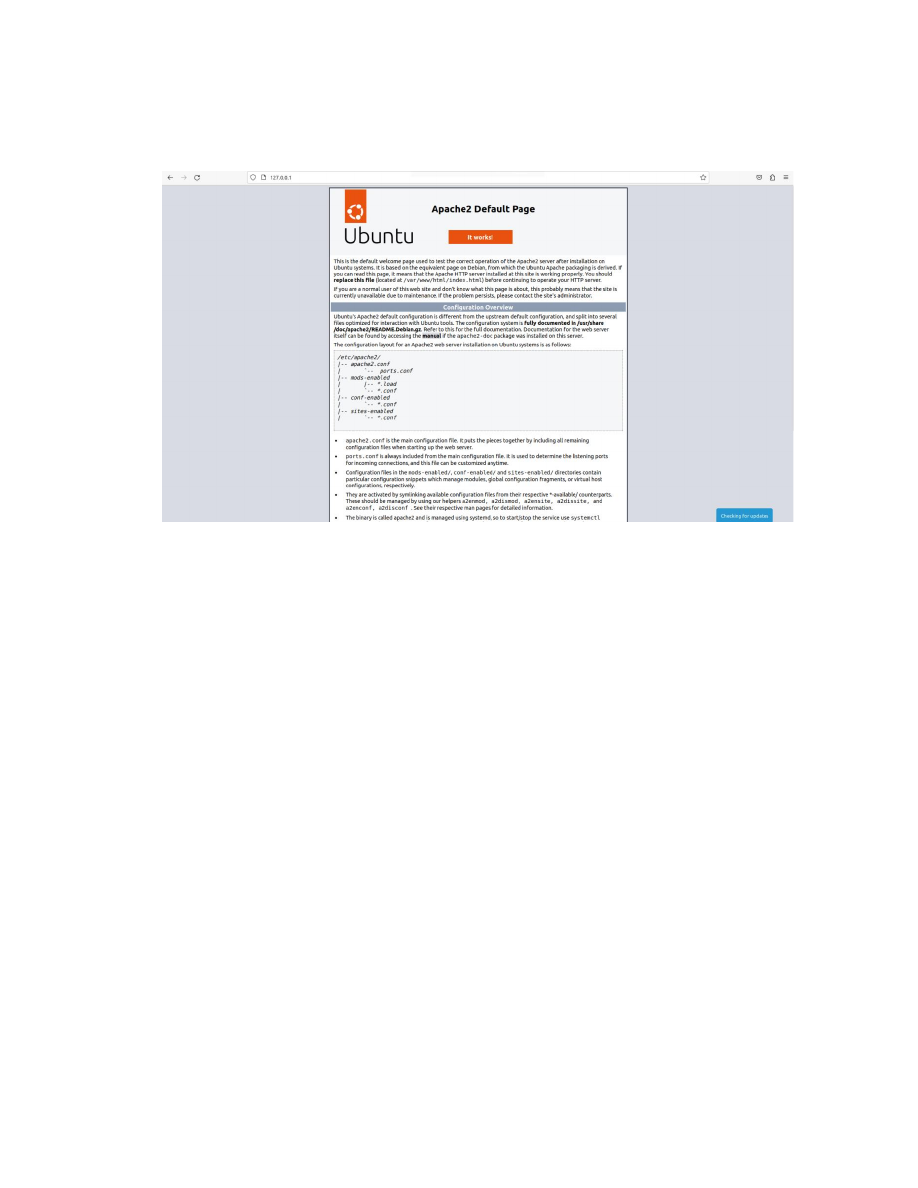 127.0.0.1
Apache2 Default Page
Ubuntu
It works!
This is the default welcome page used to test the correct operation of the Apache2 server after installation on
Ubuntu systems. It is based on the equivalent page on Debian, from which the Ubuntu Apache packaging is derived. If
you can read this page, it means that the Apache HTTP server installed at this site is working properly. You should
replace this file (located at /var/www/html/index.html) before continuing to operate your HTTP server.
If you are a normal user of this web site and don't know what this page is about, this probably means that the site is
currently unavailable due to maintenance. If the problem persists, please contact the site's administrator.
Configuration Overview
Ubuntu's Apache2 default configuration is different from the upstream default configuration, and split into several
files optimized for interaction with Ubuntu tools. The configuration system is fully documented in /usr/share
/doc/apache2/README.Debian.gz. Refer to this for the full documentation. Documentation for the web server
itself can be found by accessing the manual if the apache2-doc package was installed on this server.
The configuration layout for an Apache2 web server installation on Ubuntu systems is as follows:
/etc/apache2/
|-- apache2.conf
|       `--  ports.conf
|-- mods-enabled
|       |-- *.load
|       `-- *.conf
|-- conf-enabled
|       `-- *.conf
|-- sites-enabled
|       `-- *.conf
• apache2.conf is the main configuration file. It puts the pieces together by including all remaining
configuration files when starting up the web server.
• ports.conf is always included from the main configuration file. It is used to determine the listening ports
for incoming connections, and this file can be customized anytime.
• Configuration files in the mods-enabled/, conf-enabled/ and sites-enabled/ directories contain
particular configuration snippets which manage modules, global configuration fragments, or virtual host
configurations, respectively.
• They are activated by symlinking available configuration files from their respective *-available/ counterparts.
These should be managed by using our helpers a2enmod, a2dismod, a2ensite, a2dissite, and
a2enconf, a2disconf . See their respective man pages for detailed information.
• The binary is called apache2 and is managed using systemd, so to start/stop the service use systemctl
Checking for updates